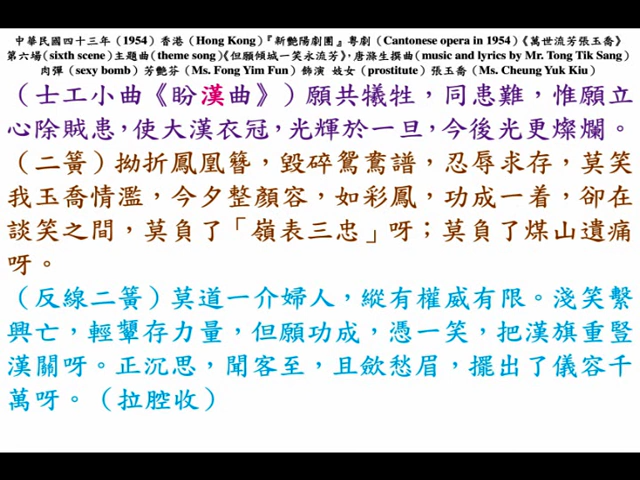 中華民國四十三年（1954）香港（Hong Kong）『新艷陽劇團』粵劇（Cantonese opera in 1954）《萬世流芳張玉喬》
第六場（sixth scene）主題曲（theme song）《但願傾城一笑永流芳》，唐滌生撰曲（music and lyrics by Mr. Tong Tik Sang）
肉彈（sexy bomb）芳艷芬（Ms. Fong Yim Fun）飾演 妓女（prostitute）張玉喬（Ms. Cheung Yuk Kiu）
（士工小曲《盼漢曲》）願共犧牲，同患難，惟願立
心除賊患，使大漢衣冠，光輝於一旦，今後光更燦爛。
（二簧）拗折鳳凰簪，毀碎鴛鴦譜，忍辱求存，莫笑
我玉喬情濫，今夕整顏容，如彩鳳，功成一着，卻在
談笑之間，莫負了「嶺表三忠」呀；莫負了煤山遺痛
呀。
（反線二簧）莫道一介婦人，縱有權威有限。淺笑繫
興亡，輕顰存力量，但願功成，憑一笑，把漢旗重豎
漢關呀。正沉思，聞客至，且斂愁眉，擺出了儀容千
萬呀。（拉腔收）